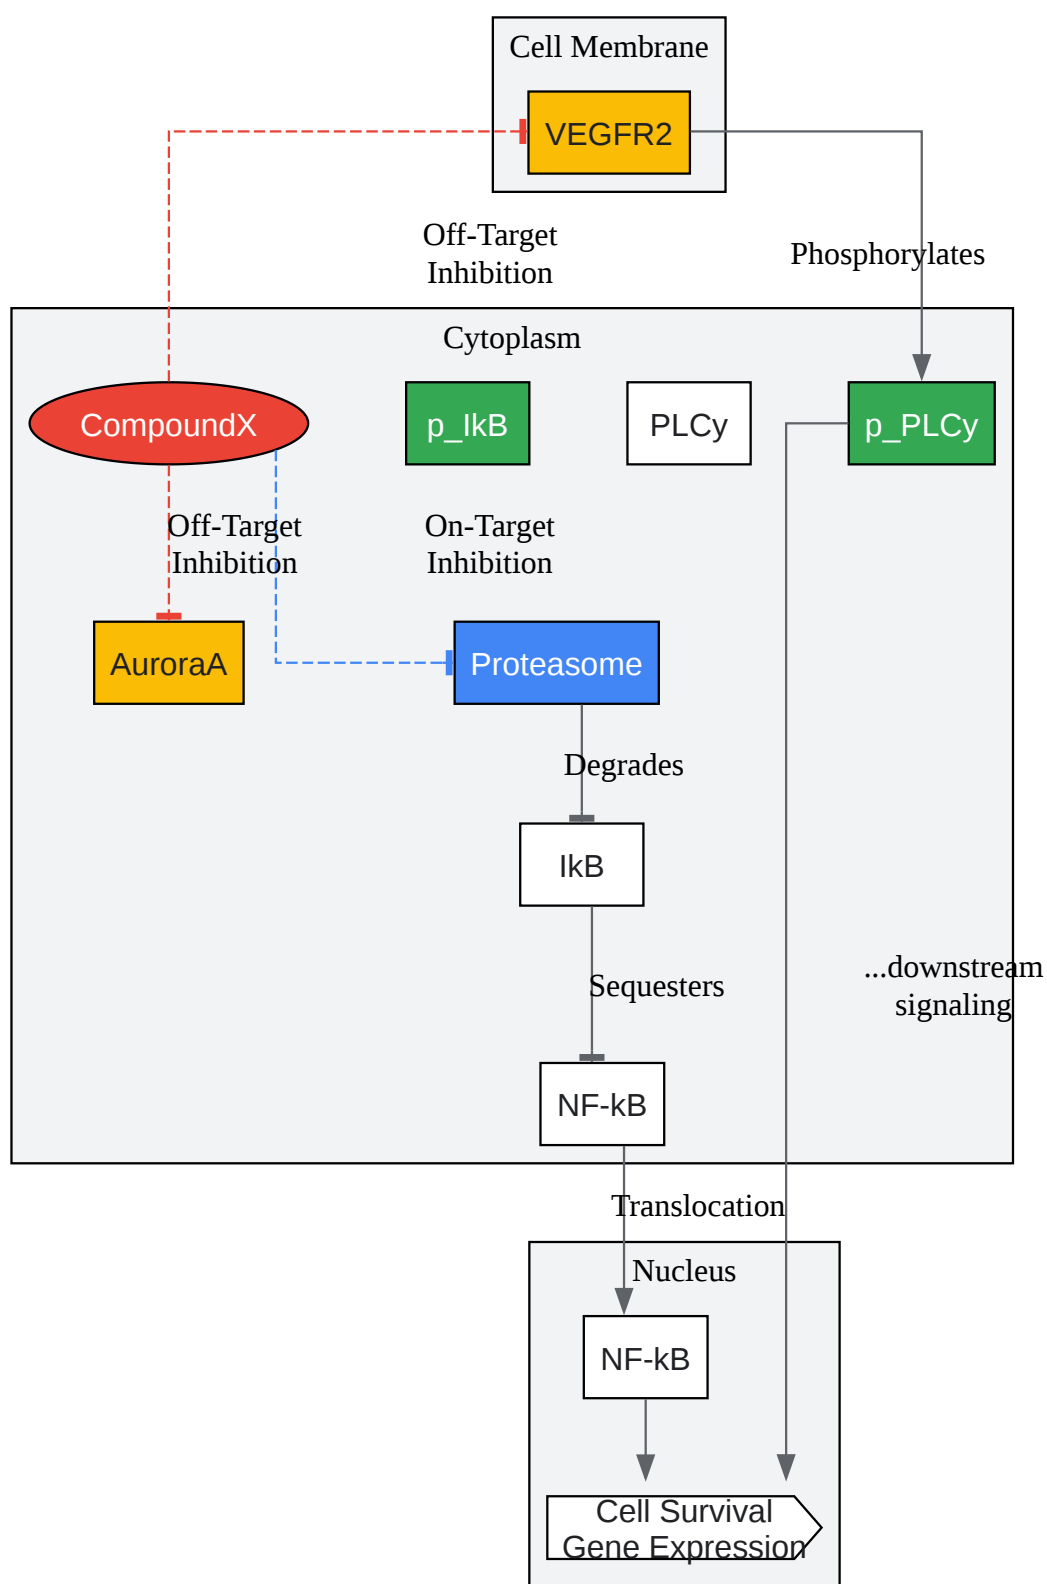 Cell Membrane
VEGFR2
Off-Target
Inhibition
Phosphorylates
Cytoplasm
CompoundX
p_IkB
PLCy
p_PLCy
Off-Target
Inhibition
On-Target
Inhibition
AuroraA
Proteasome
Degrades
IkB
Sequesters
...downstream
signaling
NF-kB
Translocation
Nucleus
NF-kB
Cell Survival
Gene Expression